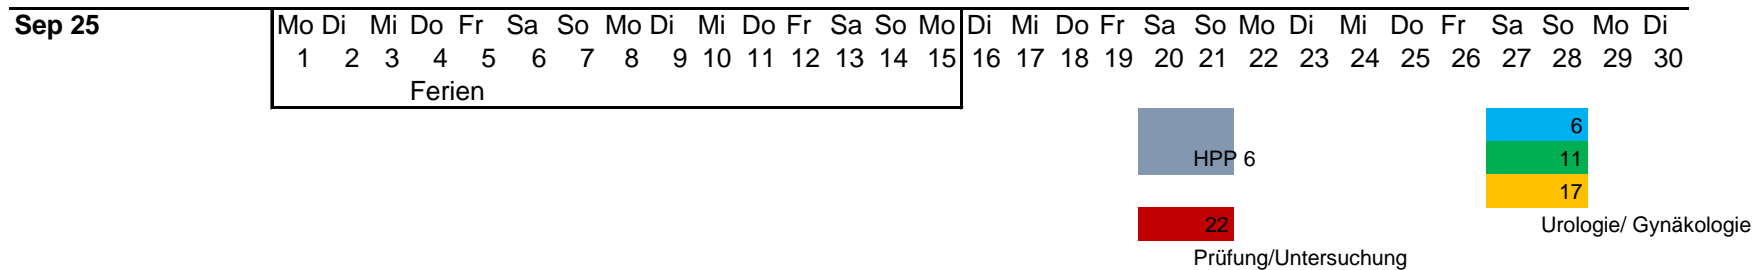 Sep 25 Mo Di Mi Do Fr Sa So Mo Di Mi Do Fr Sa So Mo Di Mi Do Fr Sa So Mo Di Mi Do Fr Sa So Mo Di
1 2 3 4 5 6 7 8 9 10 11 12 13 14 15 16 17 18 19 20 21 22 23 24 25 26 27 28 29 30
Ferien
6
HPP 6 11
17
22 Urologie/ Gynäkologie
Prüfung/Untersuchung